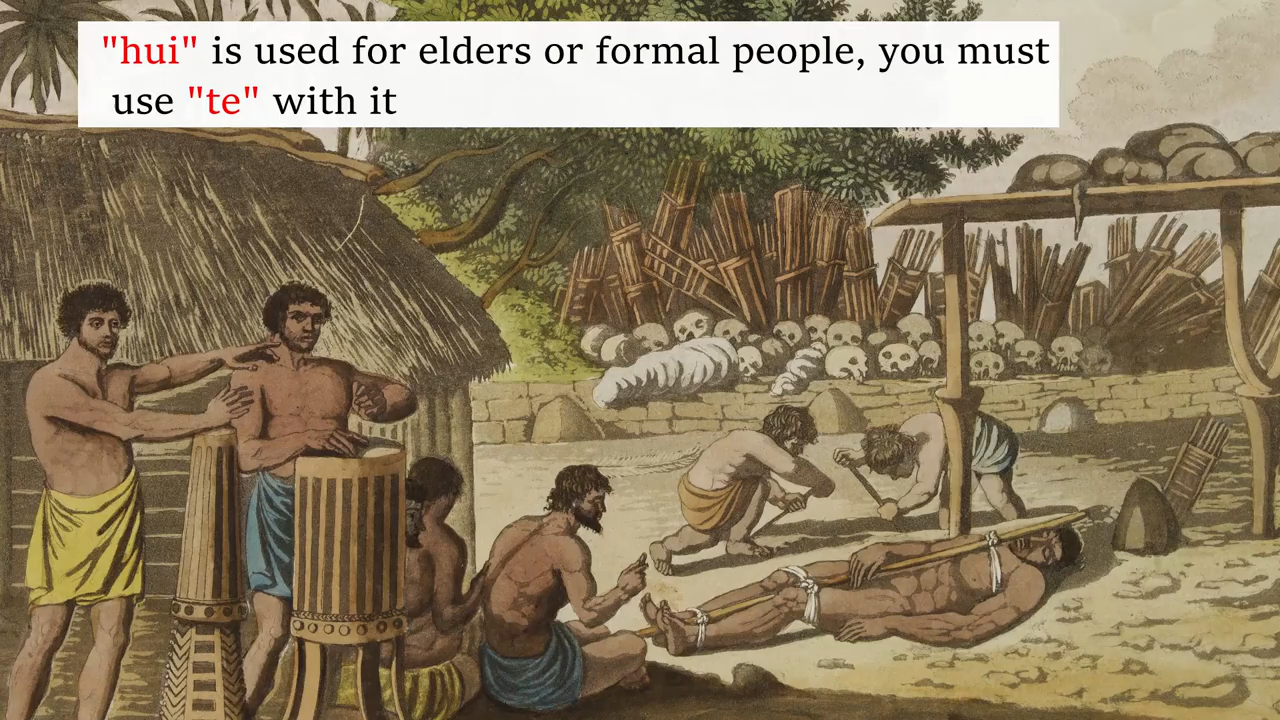 "hui" is used for elders or formal people, you must
use "te" with it